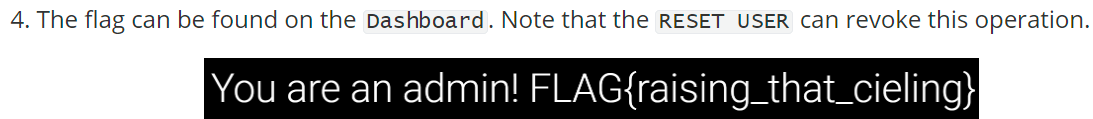 4. The flag can be found on the Dashboard. Note that the RESET USER can revoke this operation.
You are an admin! FLAG{raising_that_cieling}